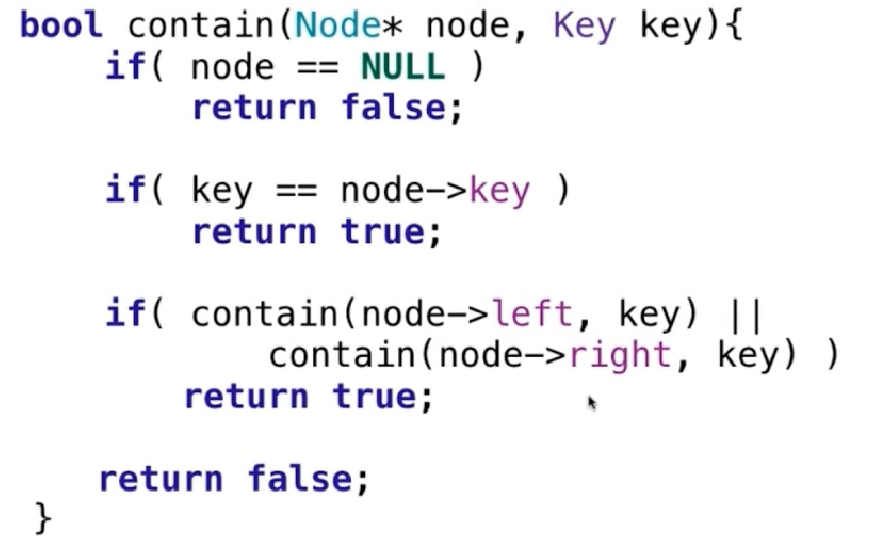 bool contain(Node* node, Key key){
if( node == NULL )
return false;
if( key == node->key )
return true;
if( contain(node->left, key) ||
contain(node->right, key) )
return true;
return false;
}